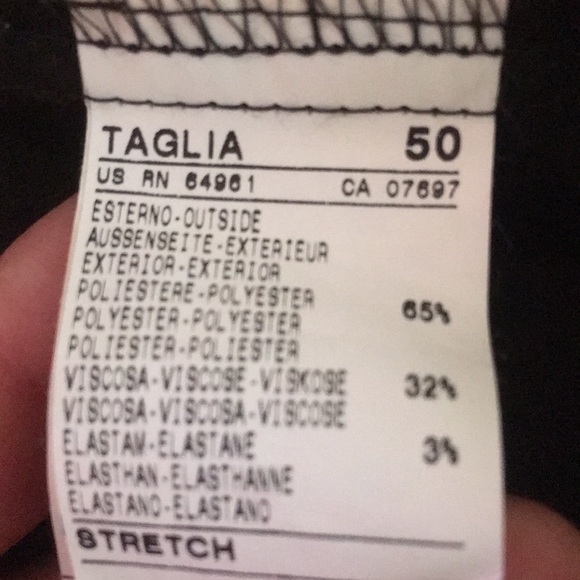 TAGLIA 50
US RN 64961 CA 07697
ESTERNO-OUTSIDE
AUSSENSEITE-EXTERIEUR
EXTERIOR-EXTERIOR
POLIESTERE-POLYESTER 65%
POLYESTER-POLYESTER
POLIESTER-POLIESTER
VISCOSA-VISCOSE-VISKOSE 32%
VISCOSA-VISCOSA-VISCOSE
ELASTAM-ELASTANE 3%
ELASTHAN-ELASTHANNE
ELASTANO-ELASTANO
STRETCH